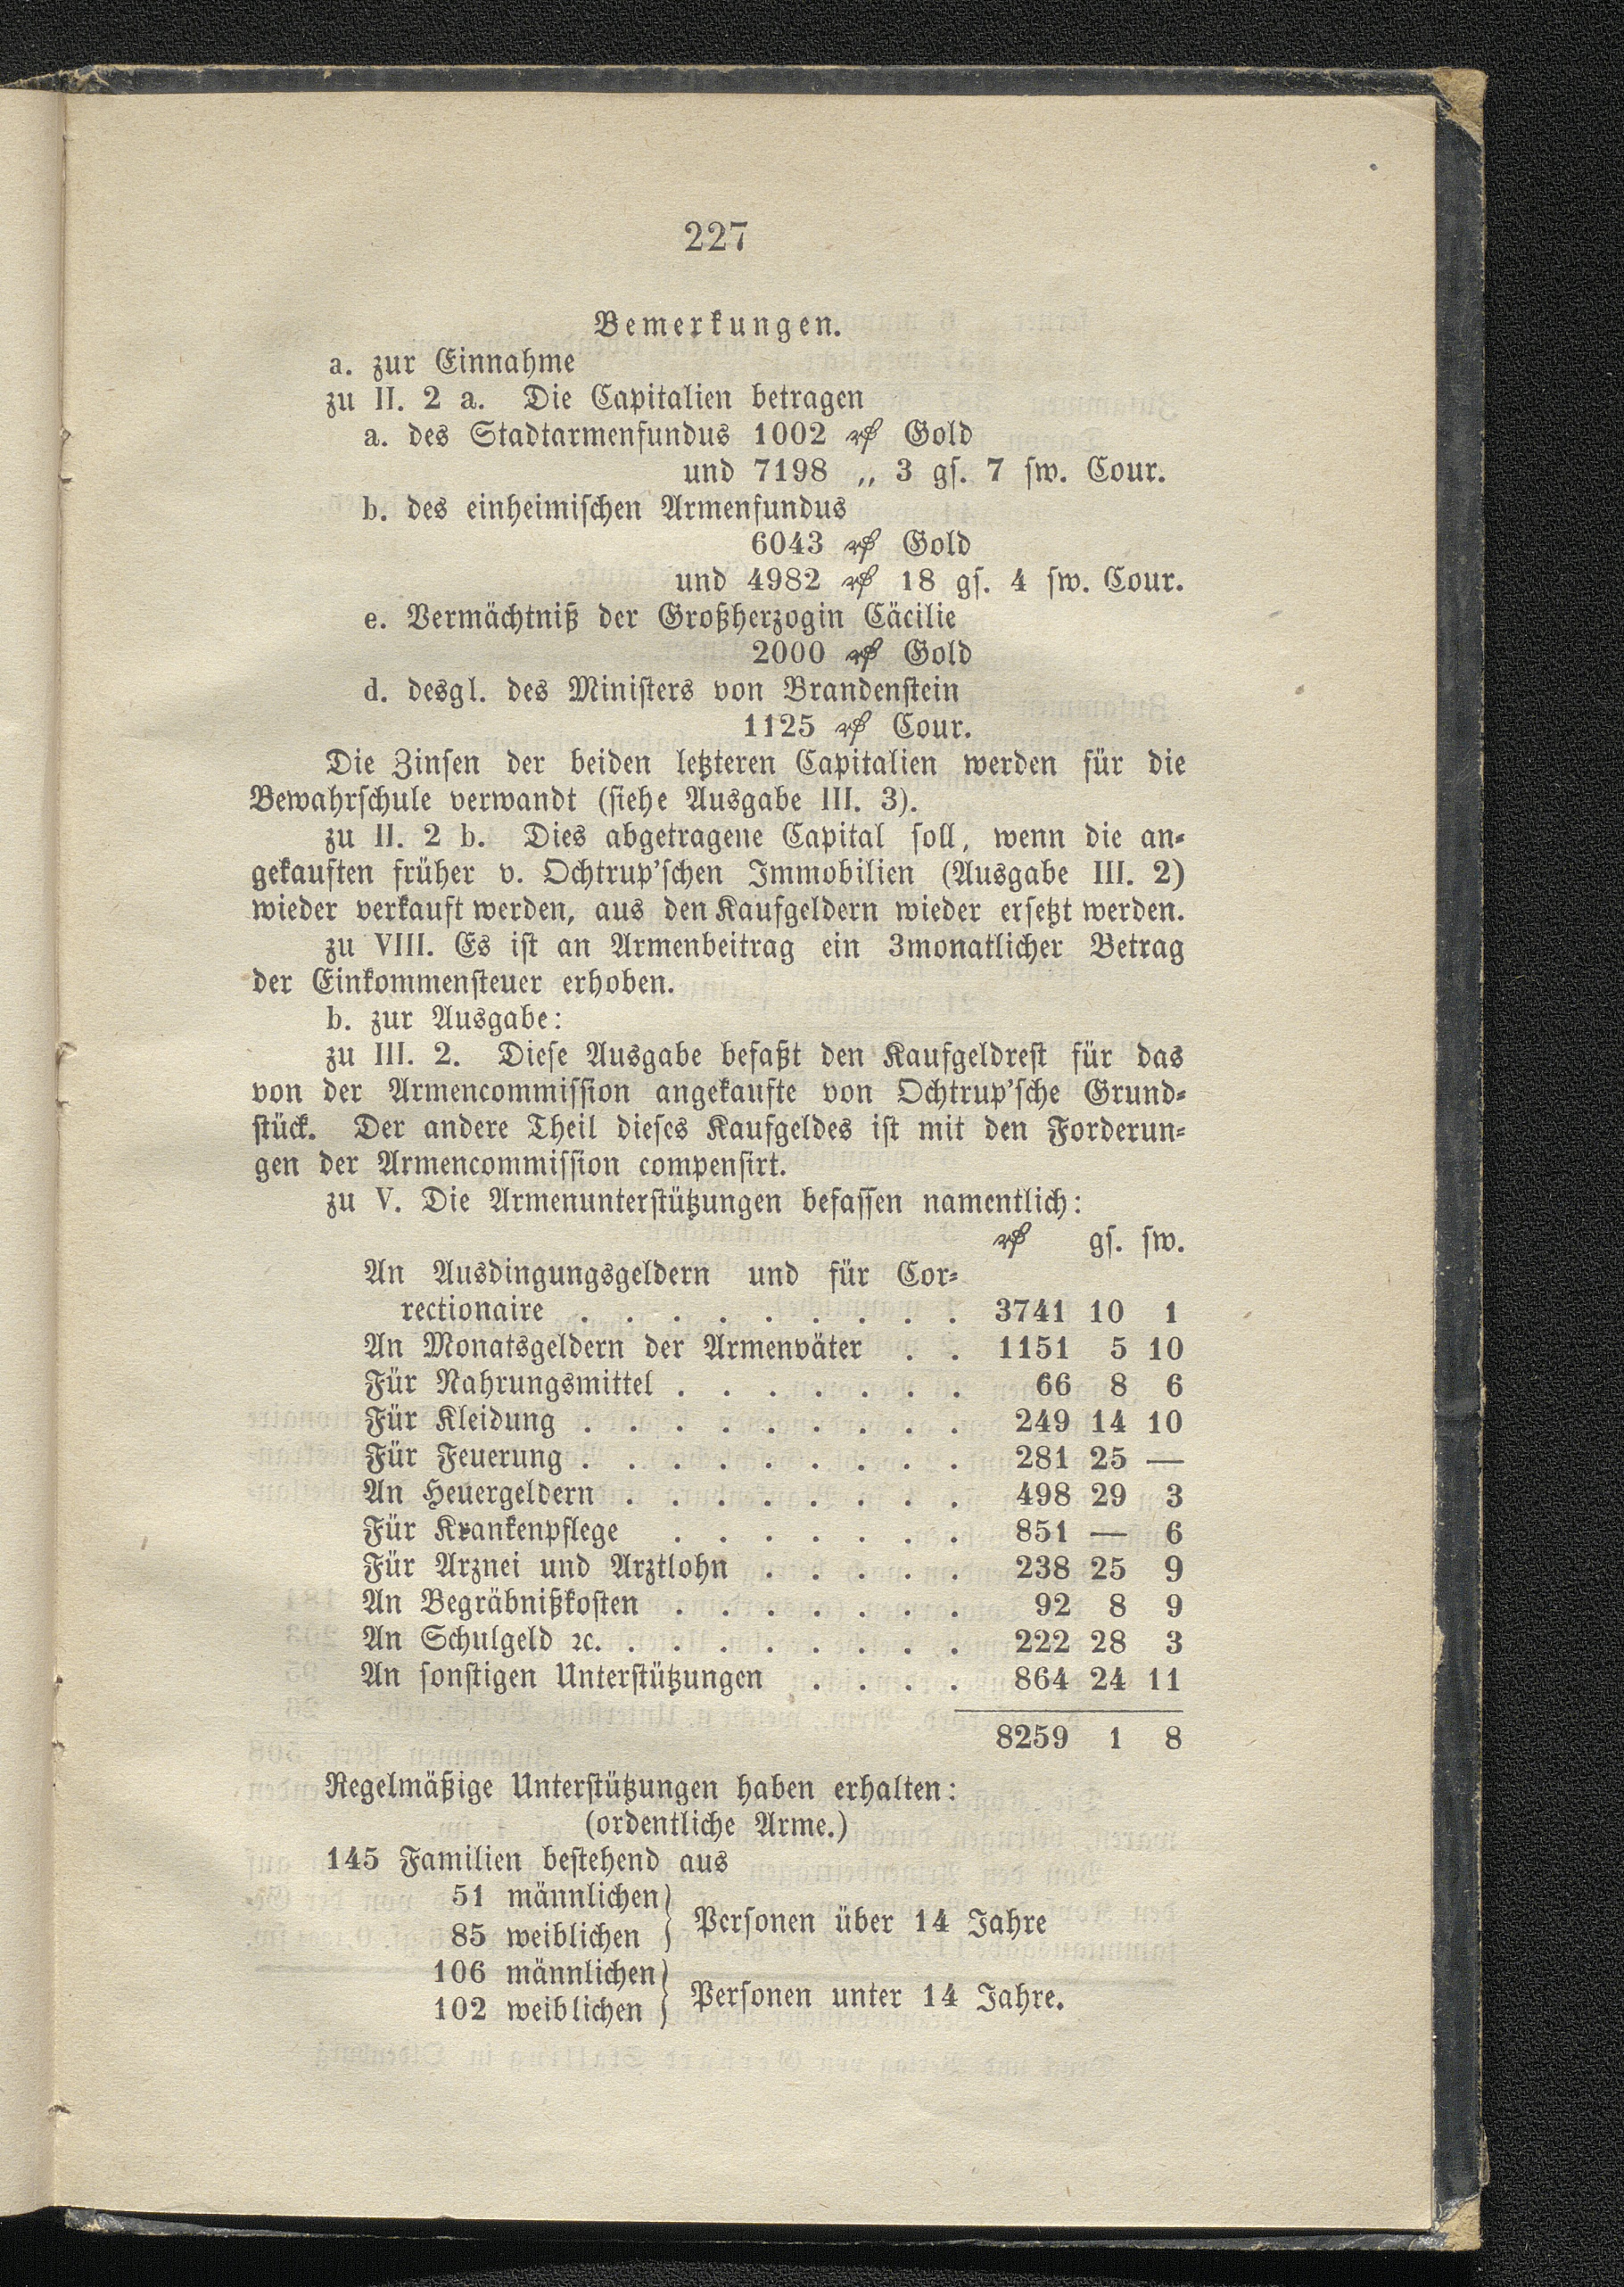 227
Bemerkungen.
a. zur Einnahme
zu II. 2 a. Die Capitalien betragen
a. des Stadtarmenfundus 1002 ₰ Gold
und 7198 „ 3 gſ. 7 ſw. Cour.
b. des einheimiſchen Armenfundus
6043 ₰ Gold
und 4982 ₰ 18 gſ. 4 ſw. Cour.
e. Vermächtniß der Großherzogin Cäcilie
2000 ₰ Gold
d. desgl. des Miniſters von Brandenſtein
1125 ₰ Cour.
Die Zinſen der beiden letzteren Capitalien werden für die
Bewahrſchule verwandt (ſiehe Ausgabe III. 3).
zu II. 2 b. Dies abgetragene Capital ſoll, wenn die an-
gekauften früher v. Ochtrup'ſchen Immobilien (Ausgabe III. 2)
wieder verkauft werden, aus den Kaufgeldern wieder erſetzt werden.
zu VIII. Es iſt an Armenbeitrag ein 3monatlicher Betrag
der Einkommenſteuer erhoben.
b. zur Ausgabe:
zu III. 2. Dieſe Ausgabe befaßt den Kaufgeldreſt für das
von der Armencommiſſion angekaufte von Ochtrup'ſche Grund-
ſtück. Der andere Theil dieſes Kaufgeldes iſt mit den Forderun-
gen der Armencommiſſion compenſirt.
zu V. Die Armenunterſtützungen befaſſen namentlich:
₰ gſ. ſw.
An Ausdingungsgeldern und für Cor-
rectionaire . . . . . . . . . 3741 10 1
An Monatsgeldern der Armenväter . . 1151 5 10
Für Nahrungsmittel . . . . . . . 66 8 6
Für Kleidung . . . . . . . . . 249 14 10
Für Feuerung . . . . . . . . . 281 25 —
An Heuergeldern . . . . . . . . 498 29 3
Für Krankenpflege . . . . . . . 851 — 6
Für Arznei und Arztlohn . . . . . 238 25 9
An Begräbnißkoſten . . . . . . . 92 8 9
An Schulgeld ꝛc. . . . . . . . . 222 28 3
An ſonſtigen Unterſtützungen . . . . 864 24 11
8259 1 8
Regelmäßige Unterſtützungen haben erhalten:
(ordentliche Arme.)
145 Familien beſtehend aus
51 männlichen
85 weiblichen } Perſonen über 14 Jahre
106 männlichen
102 weiblichen } Perſonen unter 14 Jahre.